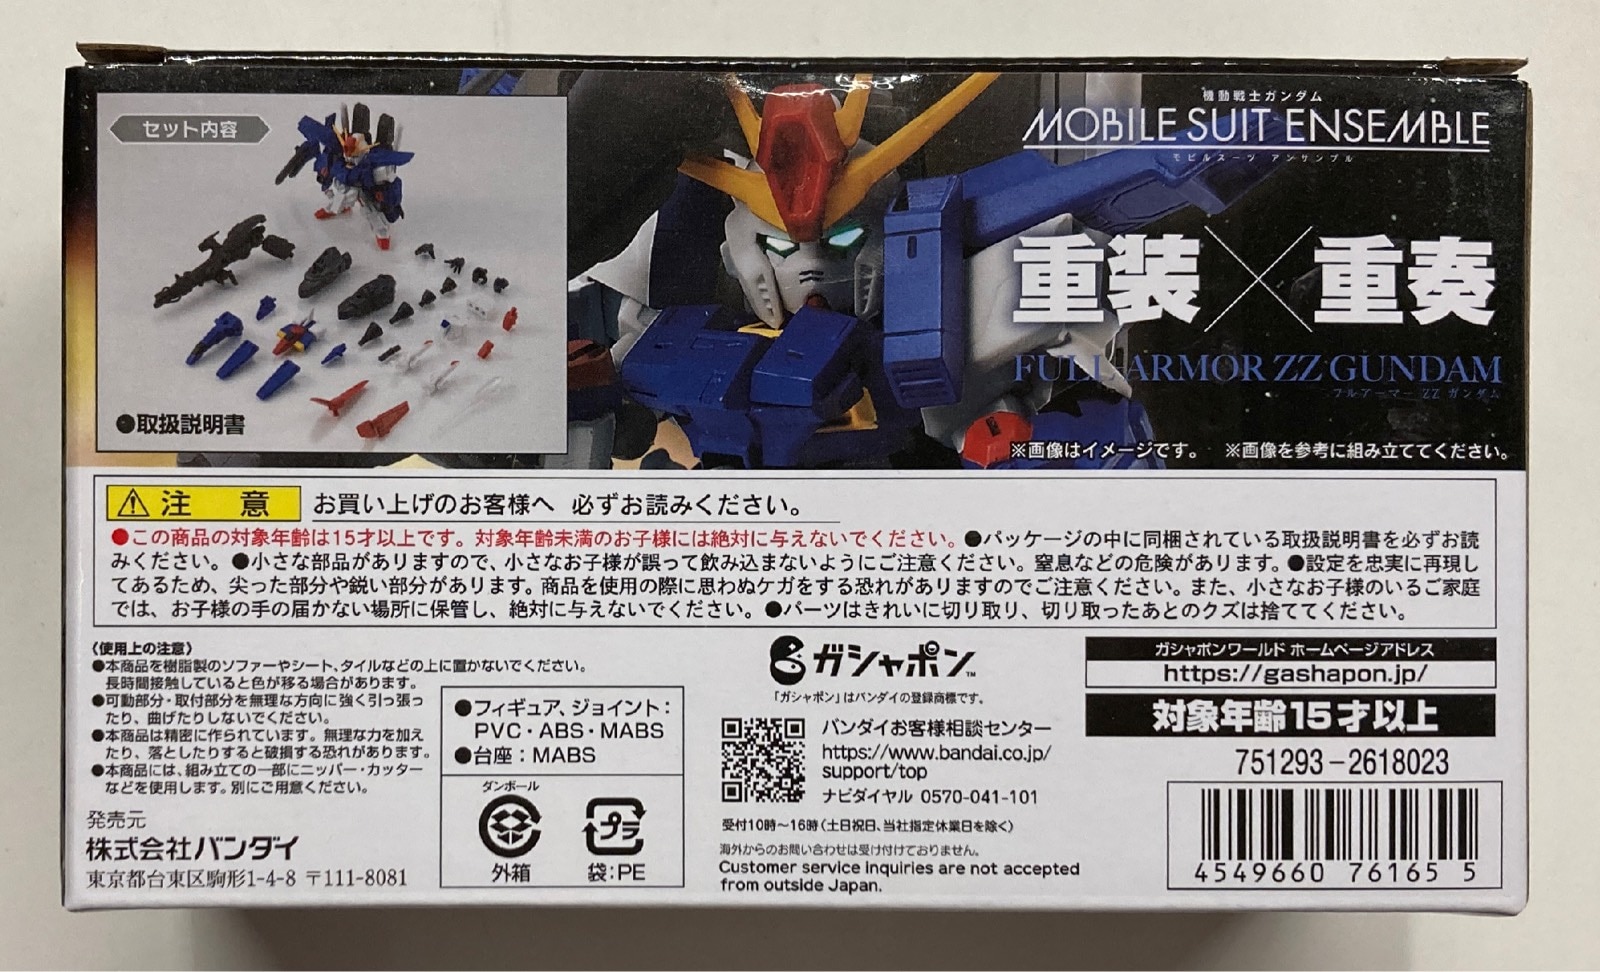 セット内容
●取扱説明書
機動戦士ガンダム
MOBILE SUIT ENSEMBLE
モビルスーツ アンサンブル
重装×重奏
FULL ARMOR ZZ GUNDAM
フルアーマー ZZ ガンダム
※画像はイメージです。 ※画像を参考に組み立ててください。
注 意 お買い上げのお客様へ 必ずお読みください。
●この商品の対象年齢は15才以上です。対象年齢未満のお子様には絶対に与えないでください。●パッケージの中に同梱されている取扱説明書を必ずお読
みください。●小さな部品がありますので、小さなお子様が誤って飲み込まないようにご注意ください。窒息などの危険があります。●設定を忠実に再現し
てあるため、尖った部分や鋭い部分があります。商品を使用の際に思わぬケガをする恐れがありますのでご注意ください。また、小さなお子様のいるご家庭
では、お子様の手の届かない場所に保管し、絶対に与えないでください。●パーツはきれいに切り取り、切り取ったあとのクズは捨ててください。
〈使用上の注意〉
●本商品を樹脂製のソファーやシート、タイルなどの上に置かないでください。
長時間接触していると色が移る場合があります。
●可動部分・取付部分を無理な方向に強く引っ張っ
たり、曲げたりしないでください。
●本商品は精密に作られています。無理な力を加え
たり、落としたりすると破損する恐れがあります。
●本商品には、組み立ての一部にニッパー・カッター
などを使用します。別にご用意ください。
発売元
株式会社バンダイ
東京都台東区駒形1-4-8 〒111-8081
●フィギュア、ジョイント：
PVC・ABS・MABS
●台座：MABS
ダンボール
外箱
プラ
袋：PE
ガシャポン™
「ガシャポン」はバンダイの登録商標です。
バンダイお客様相談センター
https://www.bandai.co.jp/
support/top
ナビダイヤル 0570-041-101
受付10時〜16時（土日祝日、当社指定休業日を除く）
海外からのお問い合わせは受け付けておりません。
Customer service inquiries are not accepted
from outside Japan.
ガシャポンワールド ホームページアドレス
https://gashapon.jp/
対象年齢15才以上
751293-2618023
4549660 76165 5